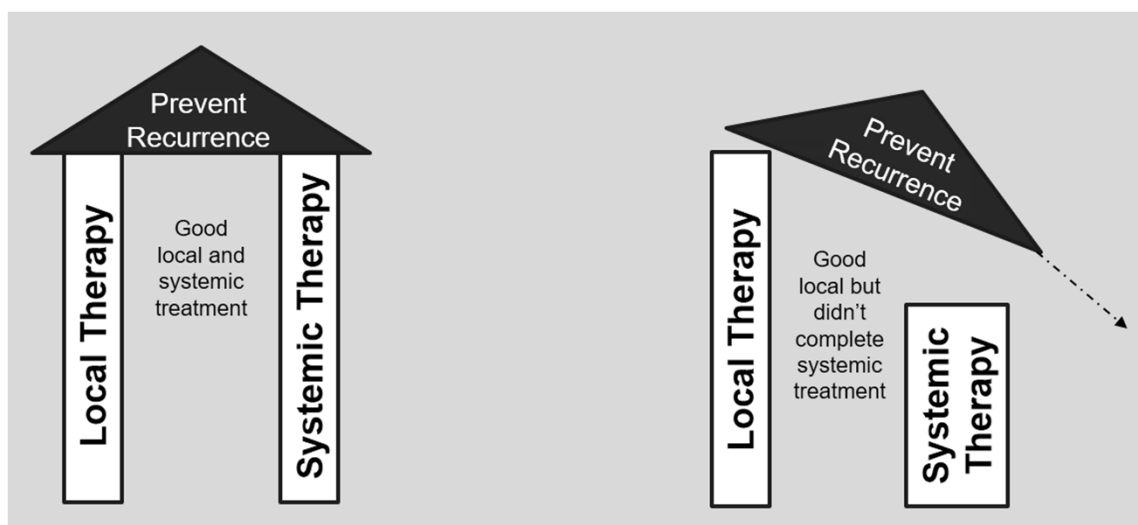 Prevent
Recurrence
Local Therapy
Good
local and
systemic
treatment
Systemic Therapy
Prevent
Recurrence
Local Therapy
Good
local but
didn’t
complete
systemic
treatment
Systemic
Therapy